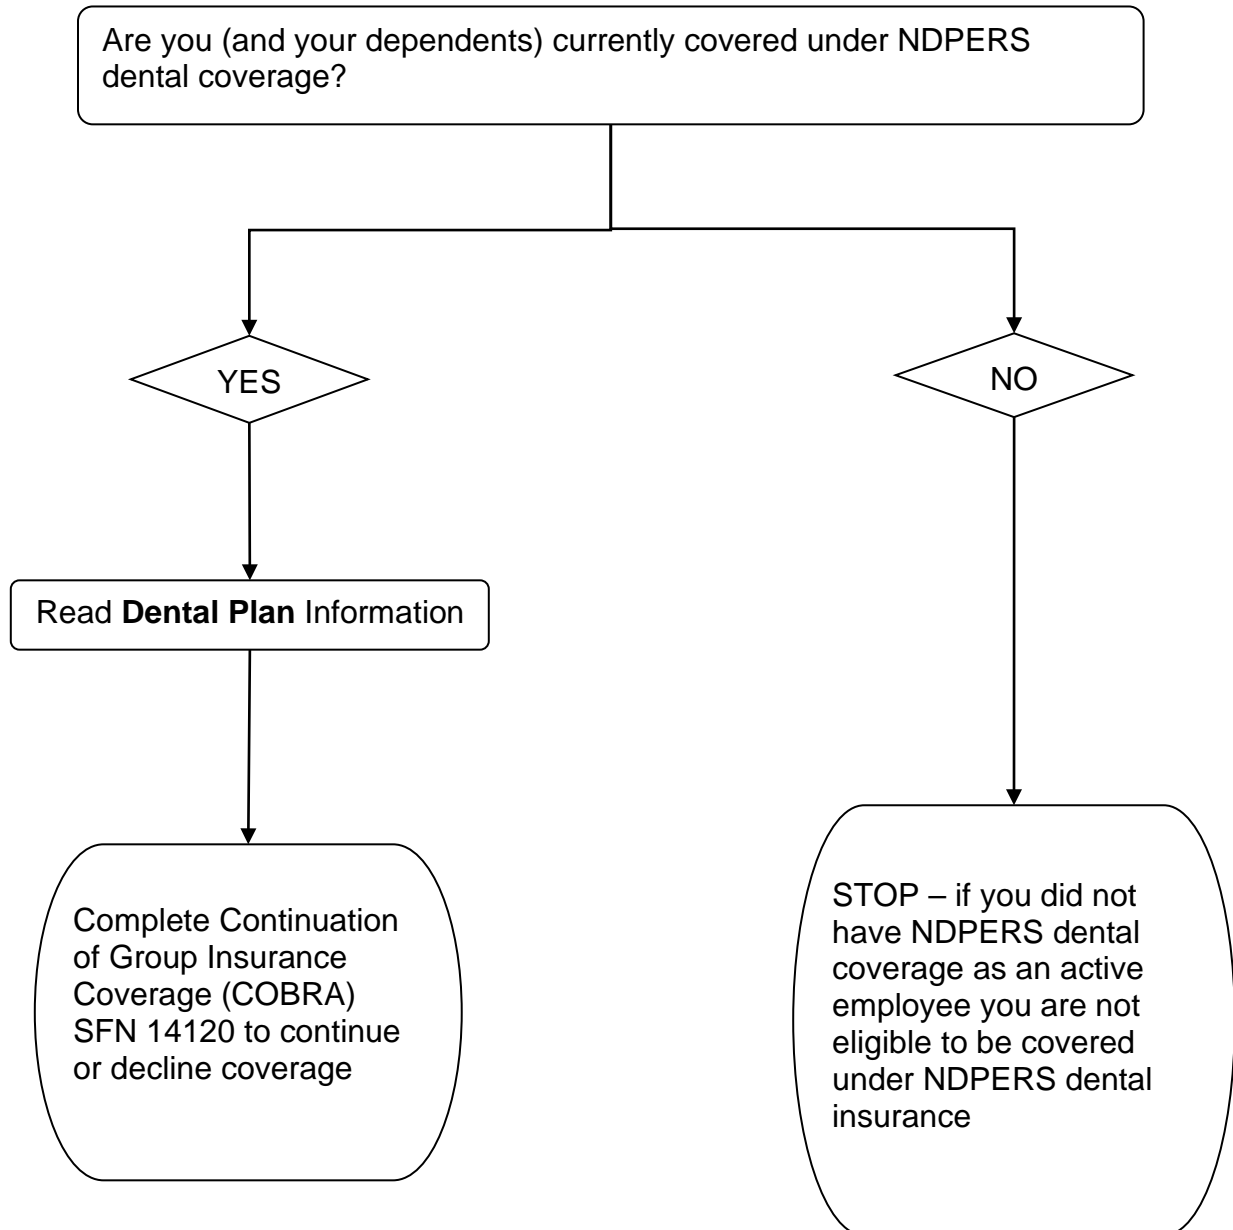 Are you (and your dependents) currently covered under NDPERS
dental coverage?
YES
NO
Read Dental Plan Information
Complete Continuation
of Group Insurance
Coverage (COBRA)
SFN 14120 to continue
or decline coverage
STOP – if you did not
have NDPERS dental
coverage as an active
employee you are not
eligible to be covered
under NDPERS dental
insurance